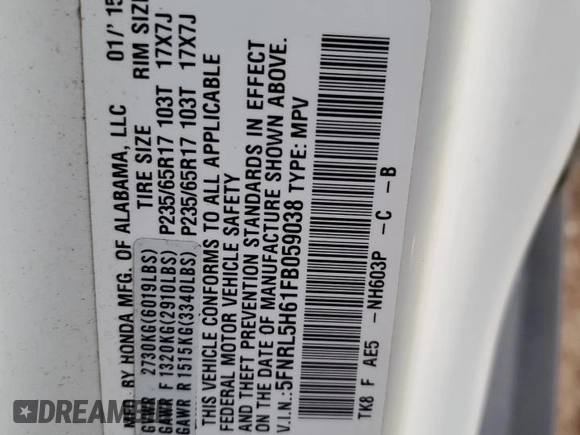 MFD. BY HONDA MFG. OF ALABAMA, LLC 01/'15
TIRE SIZE RIM SIZE
GVWR 2730KG(6019LBS)
GAWR F 1320KG(2910LBS) P235/65R17 103T 17X7J
GAWR R 1515KG(3340LBS) P235/65R17 103T 17X7J
THIS VEHICLE CONFORMS TO ALL APPLICABLE
FEDERAL MOTOR VEHICLE SAFETY
AND THEFT PREVENTION STANDARDS IN EFFECT
ON THE DATE OF MANUFACTURE SHOWN ABOVE.
V.I.N.:5FNRL5H61FB059038 TYPE: MPV
TK8 F AE5 -NH603P -C -B
DREAM